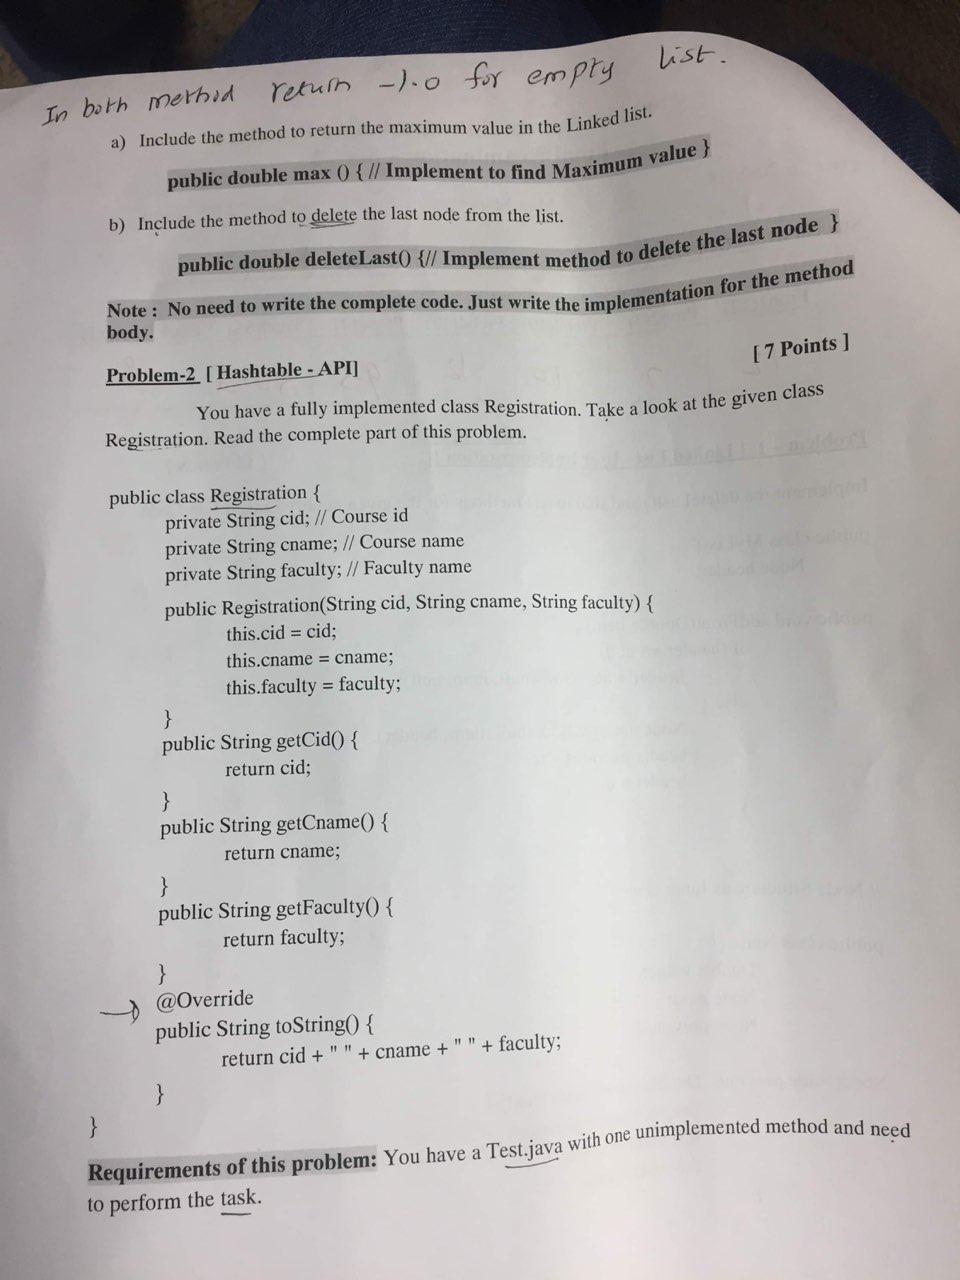 In both method return -1.0 for empty list.
a) Include the method to return the maximum value in the Linked list.
public double max () { // Implement to find Maximum value }
b) Include the method to delete the last node from the list.
public double deleteLast() {// Implement method to delete the last node }
Note : No need to write the complete code. Just write the implementation for the method
body.
[ 7 Points ]
Problem-2 [ Hashtable - API]
You have a fully implemented class Registration. Take a look at the given class
Registration. Read the complete part of this problem.
public class Registration {
private String cid; // Course id
private String cname; // Course name
private String faculty; // Faculty name
public Registration(String cid, String cname, String faculty) {
this.cid = cid;
this.cname = cname;
this.faculty = faculty;
}
public String getCid() {
return cid;
}
public String getCname() {
return cname;
}
public String getFaculty() {
return faculty;
}
@Override
public String toString() {
return cid + " " + cname + " " + faculty;
}
}
Requirements of this problem: You have a Test.java with one unimplemented method and need
to perform the task.